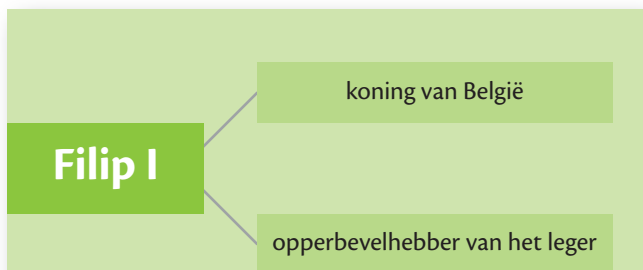 koning van België
Filip I
opperbevelhebber van het leger